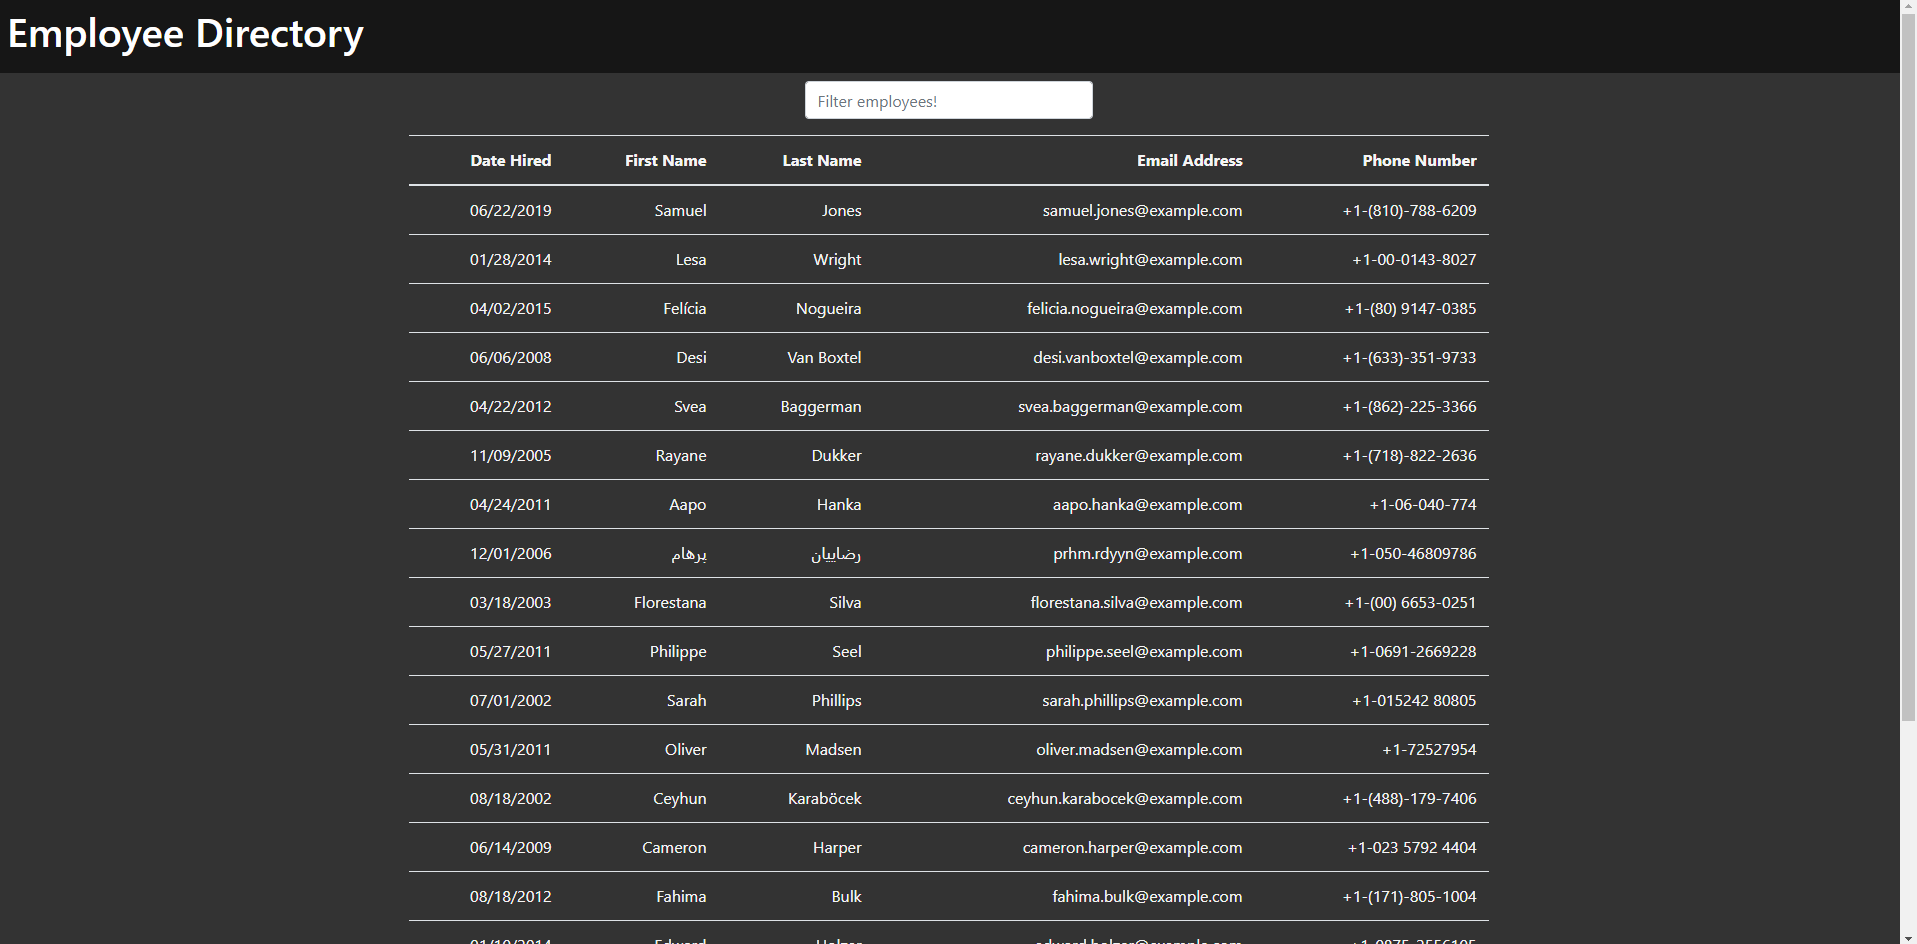 Employee Directory
Filter employees!
Date Hired First Name Last Name Email Address Phone Number
06/22/2019 Samuel Jones samuel.jones@example.com +1-(810)-788-6209
01/28/2014 Lesa Wright lesa.wright@example.com +1-00-0143-8027
04/02/2015 Felícia Nogueira felicia.nogueira@example.com +1-(80) 9147-0385
06/06/2008 Desi Van Boxtel desi.vanboxtel@example.com +1-(633)-351-9733
04/22/2012 Svea Baggerman svea.baggerman@example.com +1-(862)-225-3366
11/09/2005 Rayane Dukker rayane.dukker@example.com +1-(718)-822-2636
04/24/2011 Aapo Hanka aapo.hanka@example.com +1-06-040-774
12/01/2006 پرهام رضاییان prhm.rdyyn@example.com +1-050-46809786
03/18/2003 Florestana Silva florestana.silva@example.com +1-(00) 6653-0251
05/27/2011 Philippe Seel philippe.seel@example.com +1-0691-2669228
07/01/2002 Sarah Phillips sarah.phillips@example.com +1-015242 80805
05/31/2011 Oliver Madsen oliver.madsen@example.com +1-72527954
08/18/2002 Ceyhun Karaböcek ceyhun.karabocek@example.com +1-(488)-179-7406
06/14/2009 Cameron Harper cameron.harper@example.com +1-023 5792 4404
08/18/2012 Fahima Bulk fahima.bulk@example.com +1-(171)-805-1004